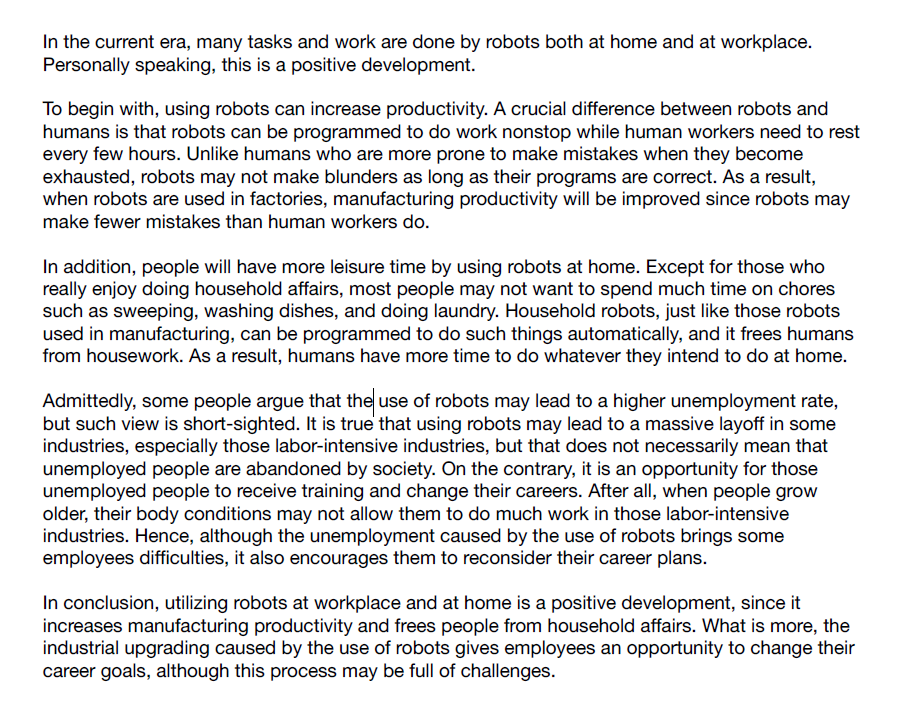 In the current era, many tasks and work are done by robots both at home and at workplace.
Personally speaking, this is a positive development.
To begin with, using robots can increase productivity. A crucial difference between robots and
humans is that robots can be programmed to do work nonstop while human workers need to rest
every few hours. Unlike humans who are more prone to make mistakes when they become
exhausted, robots may not make blunders as long as their programs are correct. As a result,
when robots are used in factories, manufacturing productivity will be improved since robots may
make fewer mistakes than human workers do.
In addition, people will have more leisure time by using robots at home. Except for those who
really enjoy doing household affairs, most people may not want to spend much time on chores
such as sweeping, washing dishes, and doing laundry. Household robots, just like those robots
used in manufacturing, can be programmed to do such things automatically, and it frees humans
from housework. As a result, humans have more time to do whatever they intend to do at home.
Admittedly, some people argue that the use of robots may lead to a higher unemployment rate,
but such view is short-sighted. It is true that using robots may lead to a massive layoff in some
industries, especially those labor-intensive industries, but that does not necessarily mean that
unemployed people are abandoned by society. On the contrary, it is an opportunity for those
unemployed people to receive training and change their careers. After all, when people grow
older, their body conditions may not allow them to do much work in those labor-intensive
industries. Hence, although the unemployment caused by the use of robots brings some
employees difficulties, it also encourages them to reconsider their career plans.
In conclusion, utilizing robots at workplace and at home is a positive development, since it
increases manufacturing productivity and frees people from household affairs. What is more, the
industrial upgrading caused by the use of robots gives employees an opportunity to change their
career goals, although this process may be full of challenges.